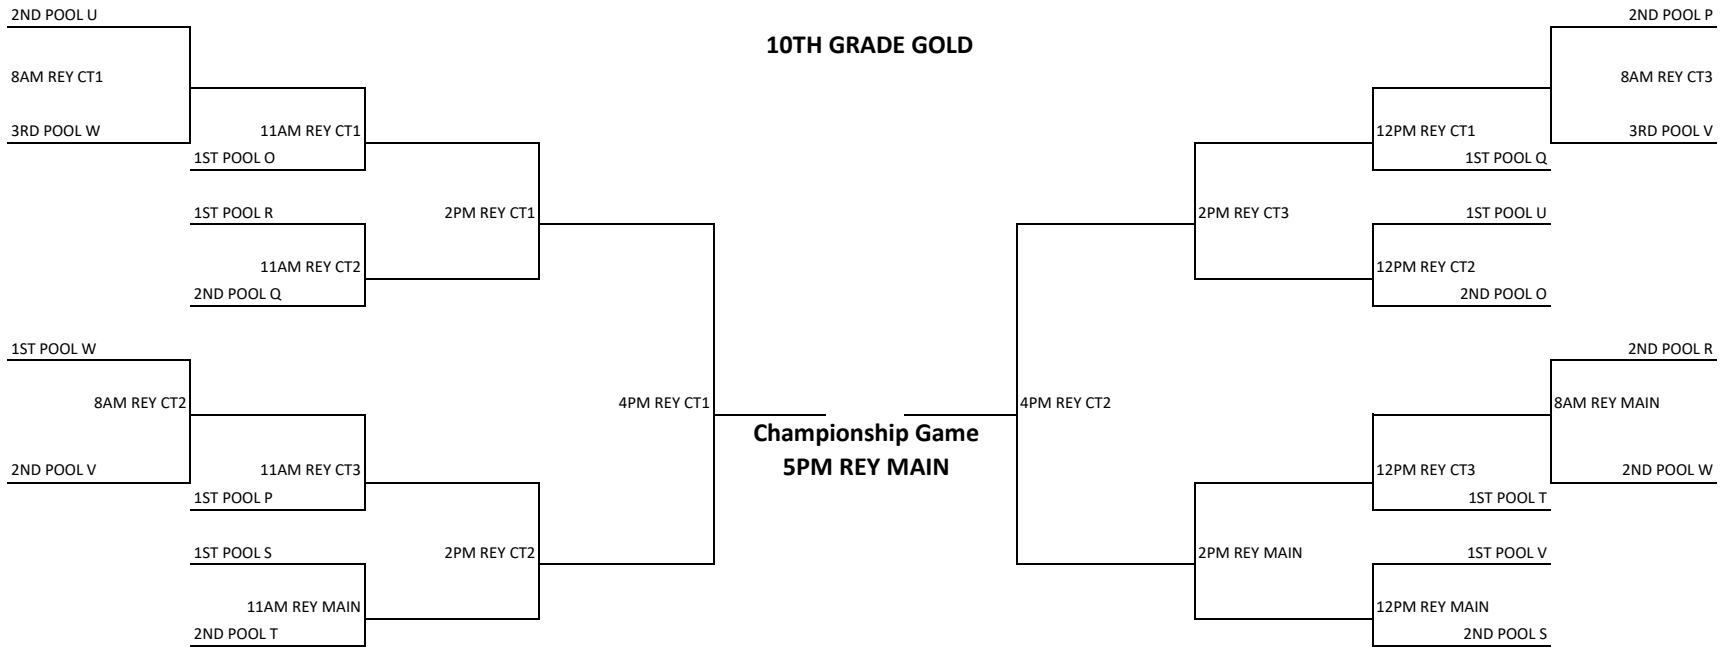 2ND POOL U
2ND POOL P
10TH GRADE GOLD
8AM REY CT1
8AM REY CT3
3RD POOL W
11AM REY CT1
12PM REY CT1
3RD POOL V
1ST POOL O
1ST POOL Q
1ST POOL R
2PM REY CT1
2PM REY CT3
1ST POOL U
11AM REY CT2
12PM REY CT2
2ND POOL Q
2ND POOL O
1ST POOL W
2ND POOL R
8AM REY CT2
4PM REY CT1
4PM REY CT2
8AM REY MAIN
Championship Game
5PM REY MAIN
2ND POOL V
11AM REY CT3
12PM REY CT3
2ND POOL W
1ST POOL P
1ST POOL T
1ST POOL S
2PM REY CT2
2PM REY MAIN
1ST POOL V
11AM REY MAIN
12PM REY MAIN
2ND POOL T
2ND POOL S